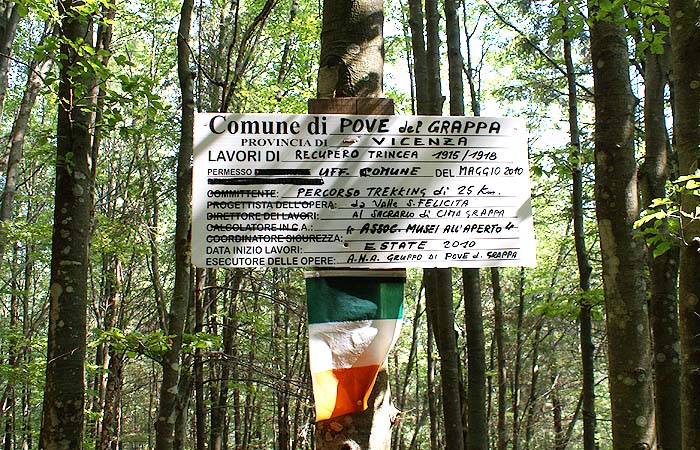 Comune di POVE del GRAPPA
PROVINCIA DI VICENZA
LAVORI DI RECUPERO TRINCEA 1915/1918
PERMESSO UFF. COMUNE DEL MAGGIO 2010
COMMITTENTE: PERCORSO TREKKING di 25 Km.
PROGETTISTA DELL'OPERA: da Valle S. FELICITA
DIRETTORE DEI LAVORI: AL SACRARIO di CIMA GRAPPA
CALCOLATORE IN C.A.: "ASSOC. MUSEI ALL'APERTO"
COORDINATORE SICUREZZA:
DATA INIZIO LAVORI: ESTATE 2010
ESECUTORE DELLE OPERE: A.N.A. GRUPPO DI POVE d. GRAPPA